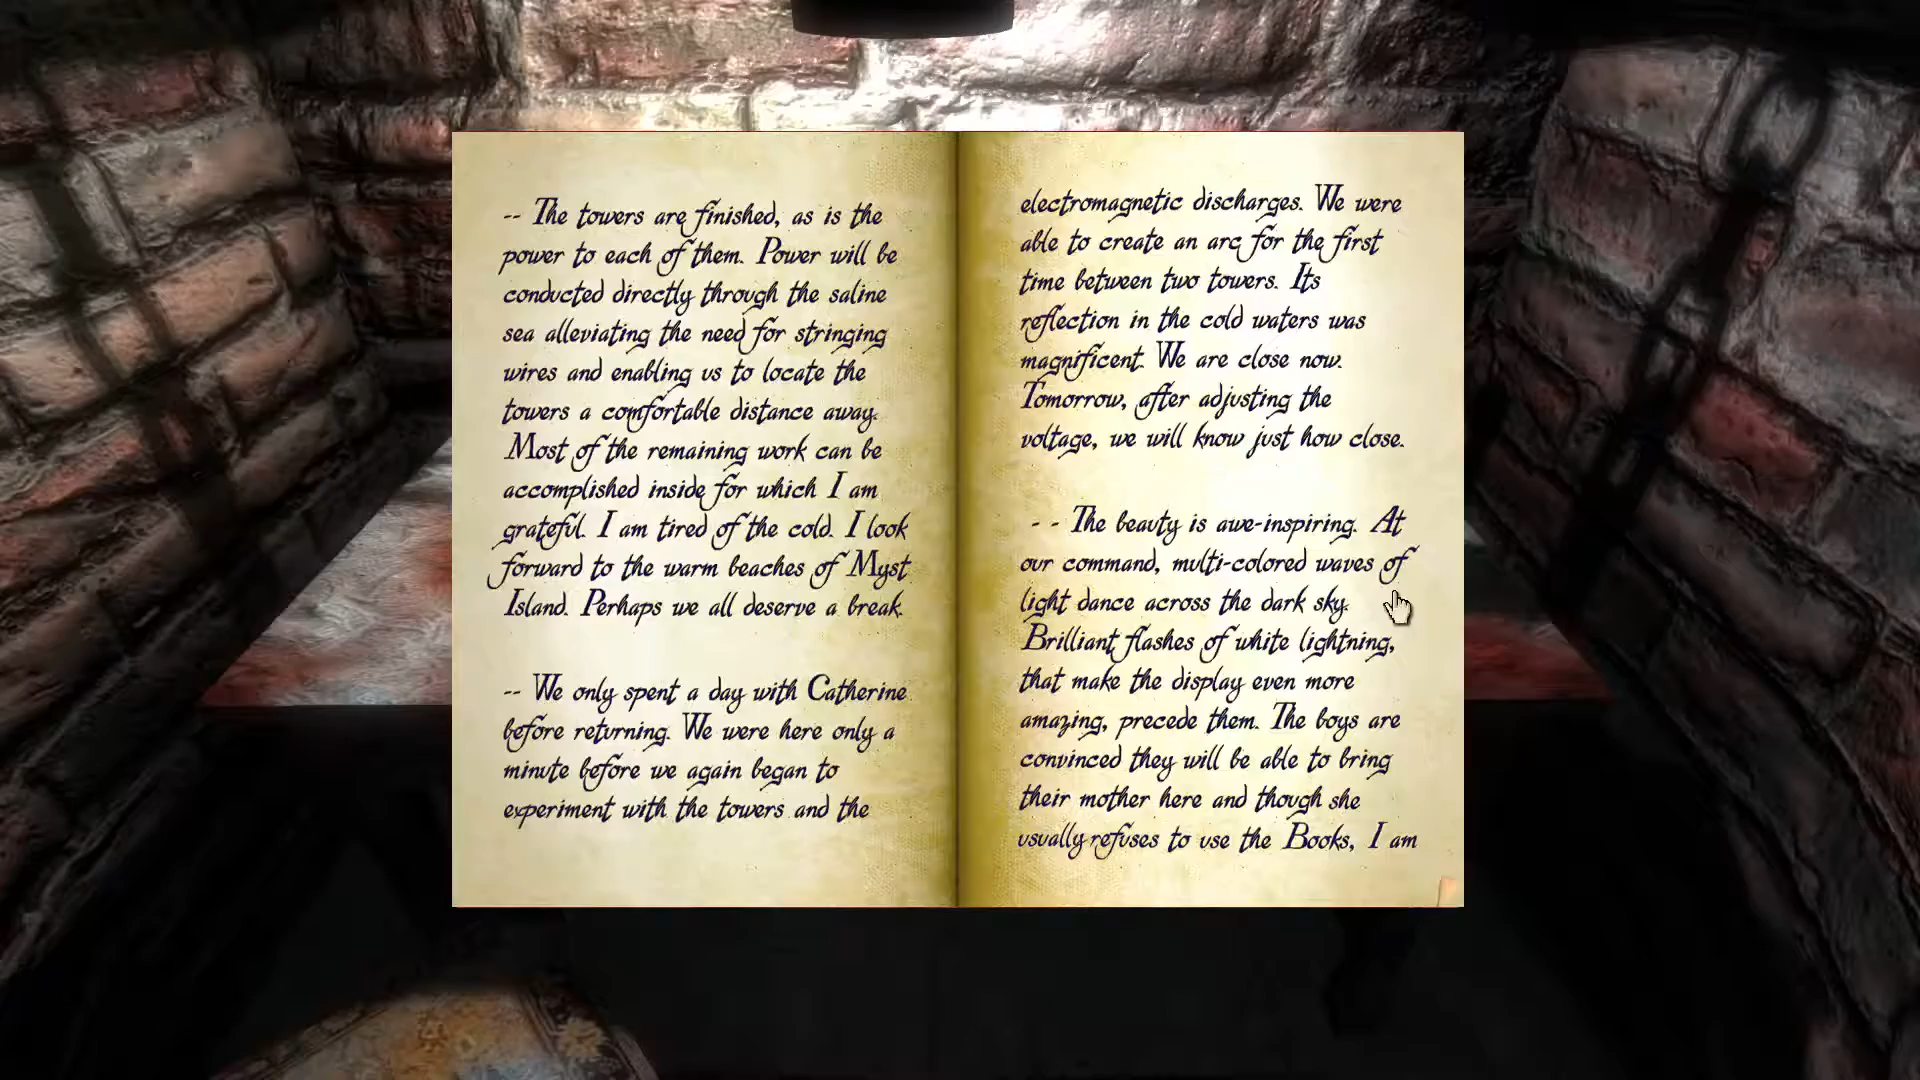 -- The towers are finished, as is the
power to each of them. Power will be
conducted directly through the saline
sea alleviating the need for stringing
wires and enabling us to locate the
towers a comfortable distance away.
Most of the remaining work can be
accomplished inside for which I am
grateful. I am tired of the cold. I look
forward to the warm beaches of Myst
Island. Perhaps we all deserve a break.
-- We only spent a day with Catherine
before returning. We were here only a
minute before we again began to
experiment with the towers and the
electromagnetic discharges. We were
able to create an arc for the first
time between two towers. Its
reflection in the cold waters was
magnificent. We are close now.
Tomorrow, after adjusting the
voltage, we will know just how close.
- - The beauty is awe-inspiring. At
our command, multi-colored waves of
light dance across the dark sky.
Brilliant flashes of white lightning,
that make the display even more
amazing, precede them. The boys are
convinced they will be able to bring
their mother here and though she
usually refuses to use the Books, I am